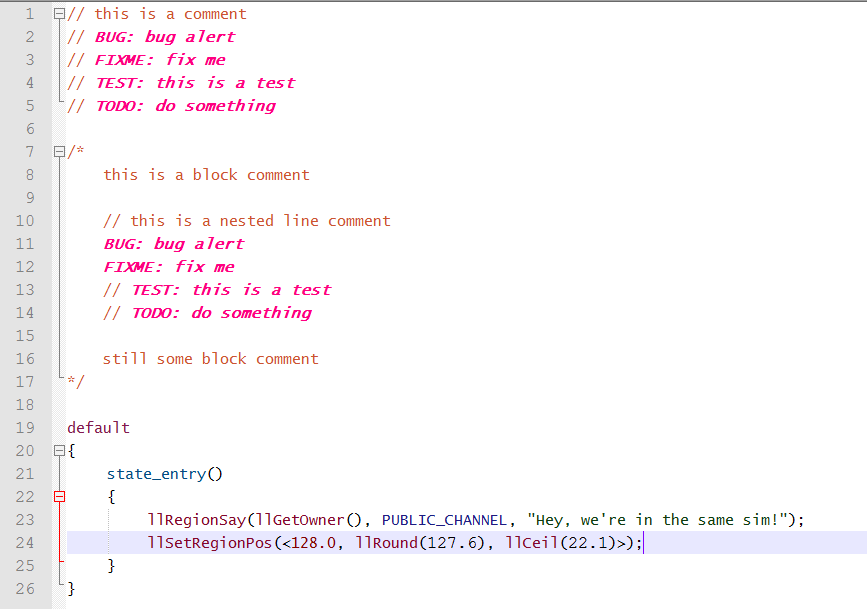 1 // this is a comment
2 // BUG: bug alert
3 // FIXME: fix me
4 // TEST: this is a test
5 // TODO: do something
6
7 /*
8 this is a block comment
9
10 // this is a nested line comment
11 BUG: bug alert
12 FIXME: fix me
13 // TEST: this is a test
14 // TODO: do something
15
16 still some block comment
17 */
18
19 default
20 {
21 state_entry()
22 {
23 llRegionSay(llGetOwner(), PUBLIC_CHANNEL, "Hey, we're in the same sim!");
24 llSetRegionPos(<128.0, llRound(127.6), llCeil(22.1)>);
25 }
26 }